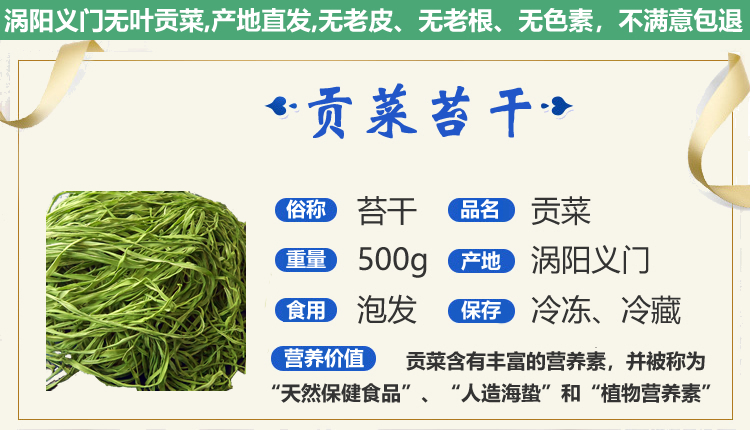 涡阳义门无叶贡菜,产地直发,无老皮、无老根、无色素，不满意包退
贡菜苔干
俗称 苔干 品名 贡菜
重量 500g 产地 涡阳义门
食用 泡发 保存 冷冻、冷藏
营养价值 贡菜含有丰富的营养素，并被称为
“天然保健食品”、“人造海蛰”和“植物营养素”